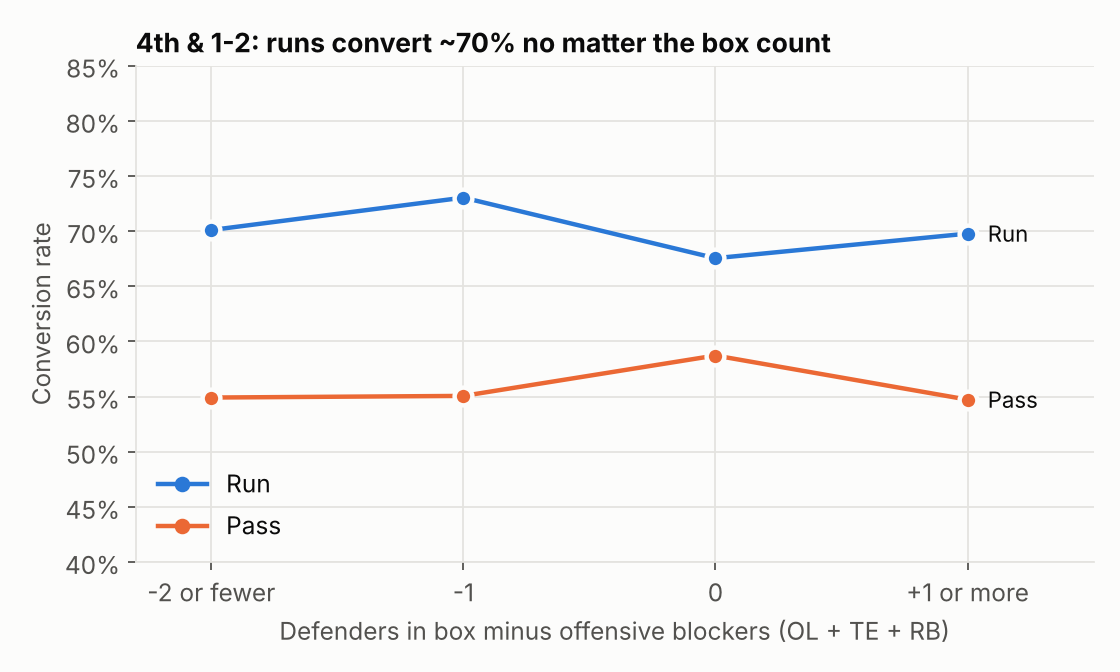 4th & 1-2: runs convert ~70% no matter the box count
85%
80%
75%
70%
65%
60%
55%
50%
45%
40%
Conversion rate
Run
Pass
Run
Pass
-2 or fewer
-1
0
+1 or more
Defenders in box minus offensive blockers (OL + TE + RB)